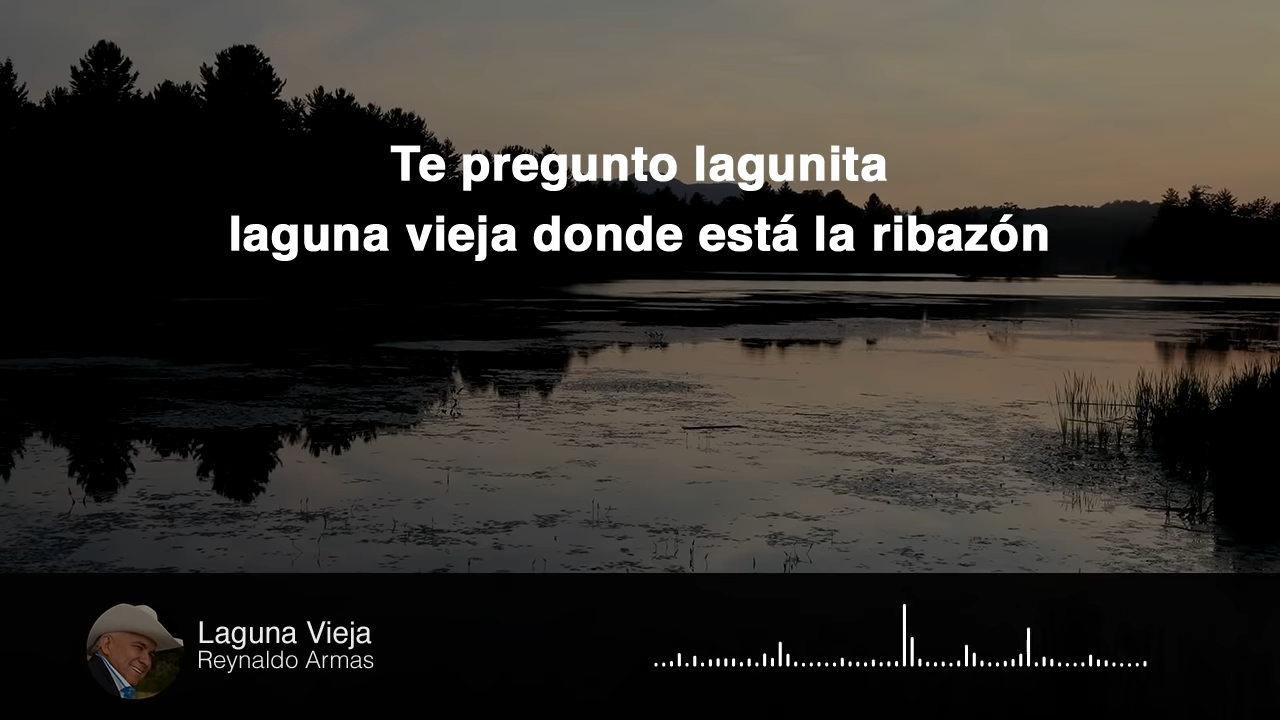 Te pregunto lagunita
laguna vieja donde está la ribazón
Laguna Vieja
Reynaldo Armas